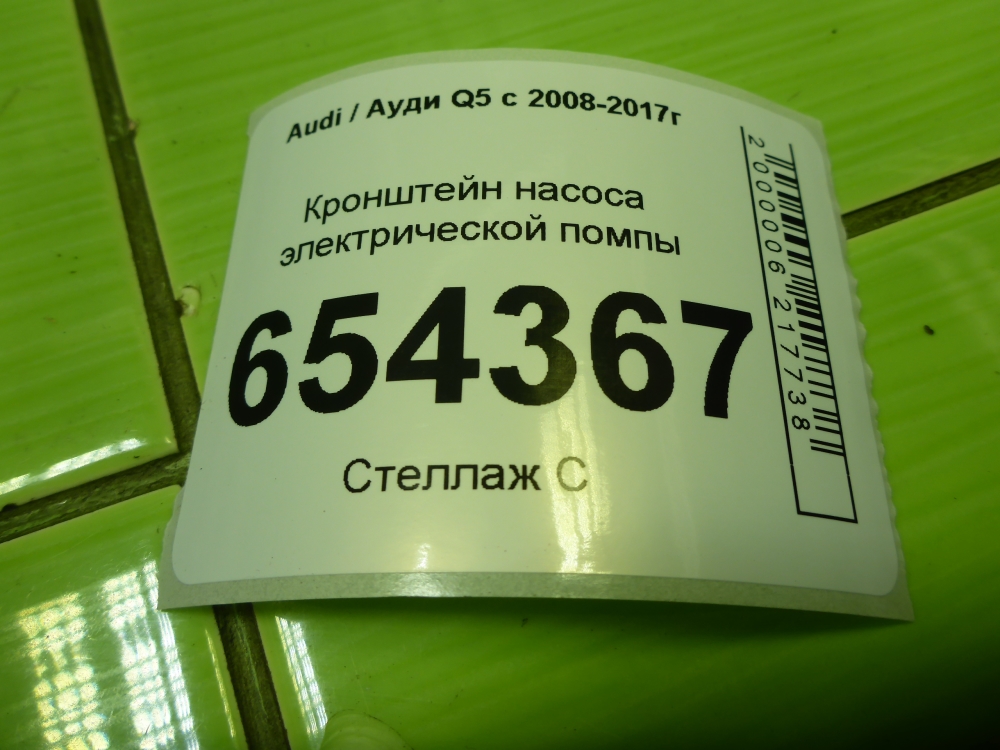 Audi / Ауди Q5 с 2008-2017г
Кронштейн насоса
электрической помпы
654367
Стеллаж С
2000006217738